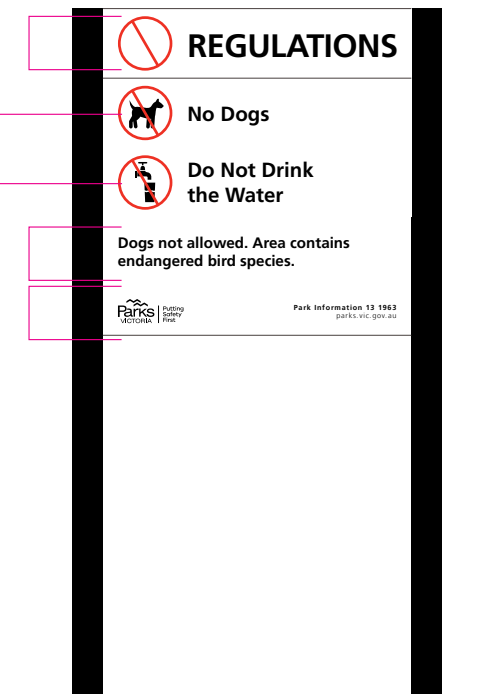 REGULATIONS
No Dogs
Do Not Drink
the Water
Dogs not allowed. Area contains
endangered bird species.
Parks
VICTORIA
Putting
Safety
First
Park Information 13 1963
parks.vic.gov.au